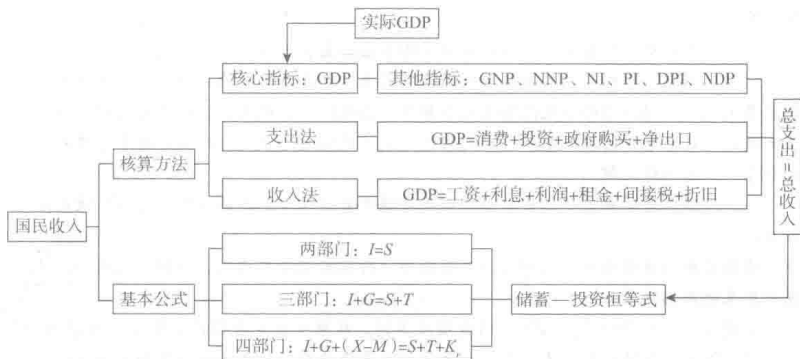 实际GDP
核心指标：GDP
其他指标：GNP、NNP、NI、PI、DPI、NDP
支出法
GDP=消费+投资+政府购买+净出口
核算方法
收入法
GDP=工资+利息+利润+租金+间接税+折旧
总支出=总收入
国民收入
两部门：I=S
基本公式
三部门：I+G=S+T
储蓄—投资恒等式
四部门：I+G+(X-M)=S+T+Kr